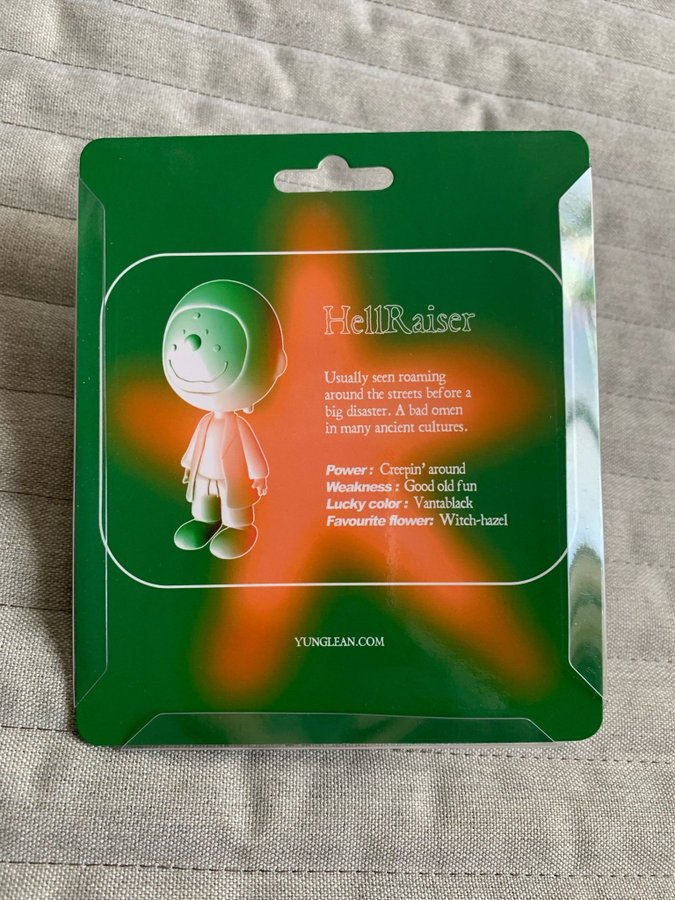 HellRaiser
Usually seen roaming
around the streets before a
big disaster. A bad omen
in many ancient cultures.
Power: Creepin' around
Weakness: Good old fun
Lucky color: Vantablack
Favourite flower: Witch-hazel
YUNGLEAN.COM